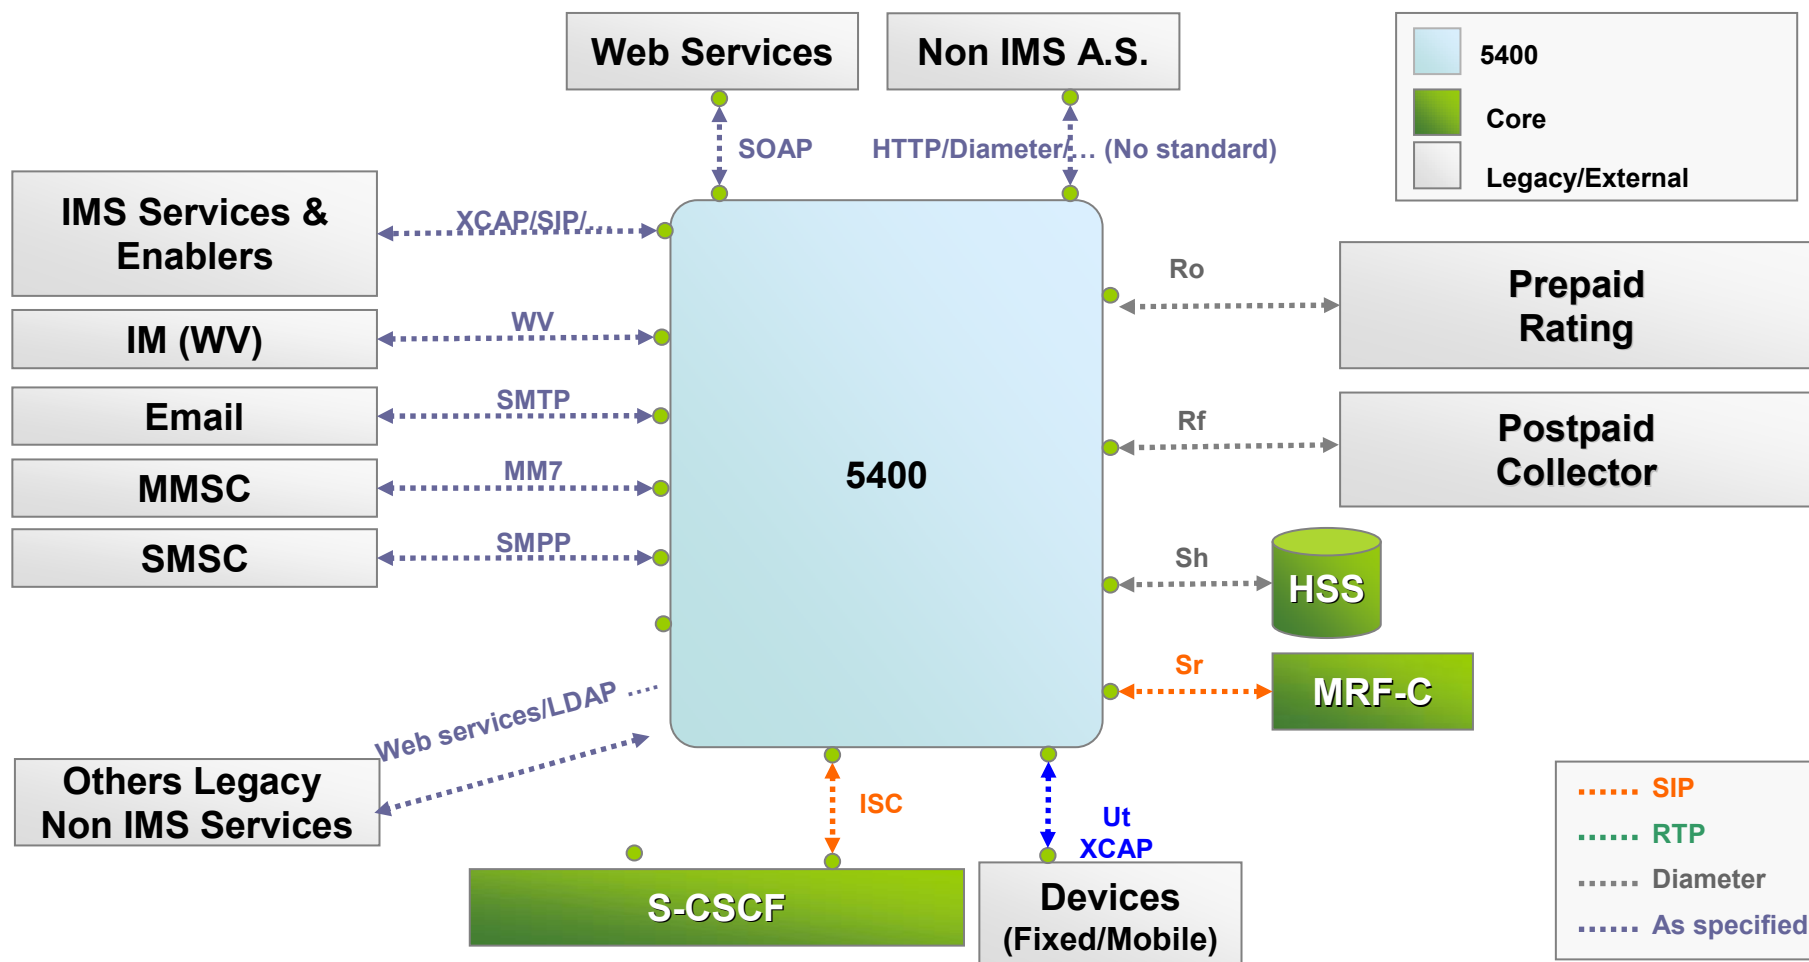 Web Services
Non IMS A.S.
5400
Core
Legacy/External
SOAP
HTTP/Diameter/… (No standard)
IMS Services &
Enablers
XCAP/SIP/…
IM (WV)
WV
Email
SMTP
MMSC
MM7
SMSC
SMPP
5400
Ro
Prepaid
Rating
Rf
Postpaid
Collector
Sh
HSS
Sr
MRF-C
Web services/LDAP ……
Others Legacy
Non IMS Services
ISC
Ut
XCAP
S-CSCF
Devices
(Fixed/Mobile)
SIP
RTP
Diameter
As specified